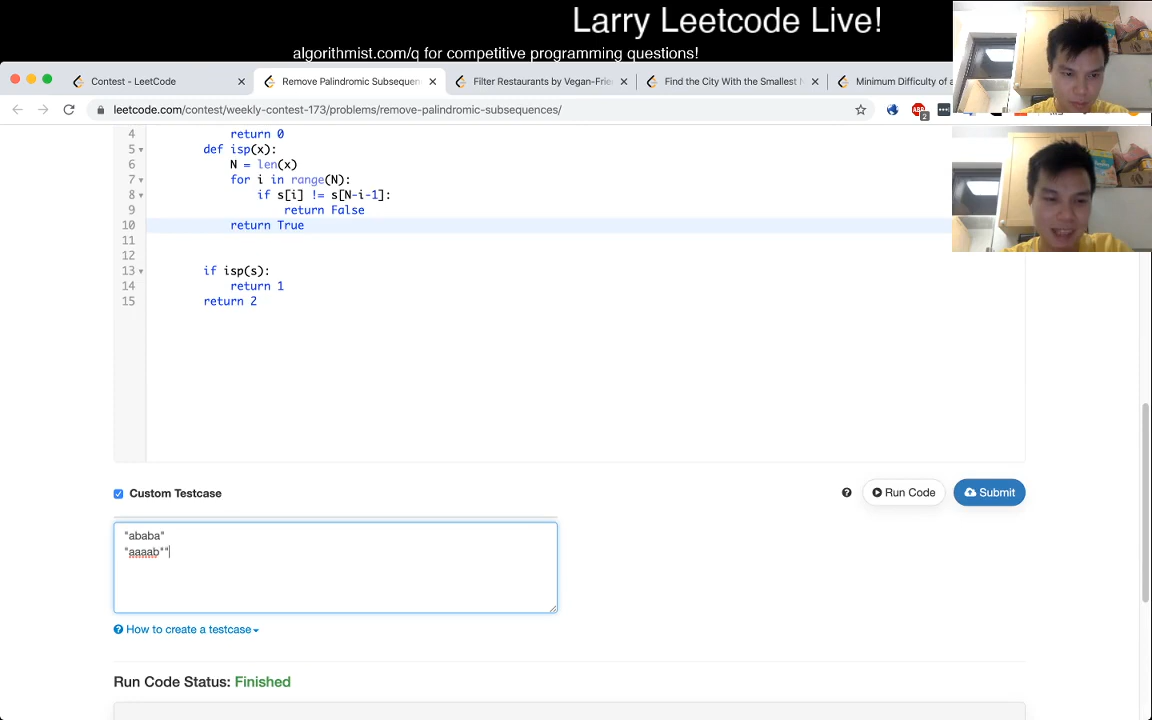 Larry Leetcode Live!
algorithmist.com/q for competitive programming questions!
Contest - LeetCode
Remove Palindromic Subsequen
Filter Restaurants by Vegan-Frie
Find the City With the Smallest
Minimum Difficulty of a
leetcode.com/contest/weekly-contest-173/problems/remove-palindromic-subsequences/
ABP
2
4 return 0
5 def isp(x):
6 N = len(x)
7 for i in range(N):
8 if s[i] != s[N-i-1]:
9 return False
10 return True
11
12
13 if isp(s):
14 return 1
15 return 2
Custom Testcase
? Run Code Submit
"ababa"
"aaaab""
? How to create a testcase
Run Code Status: Finished